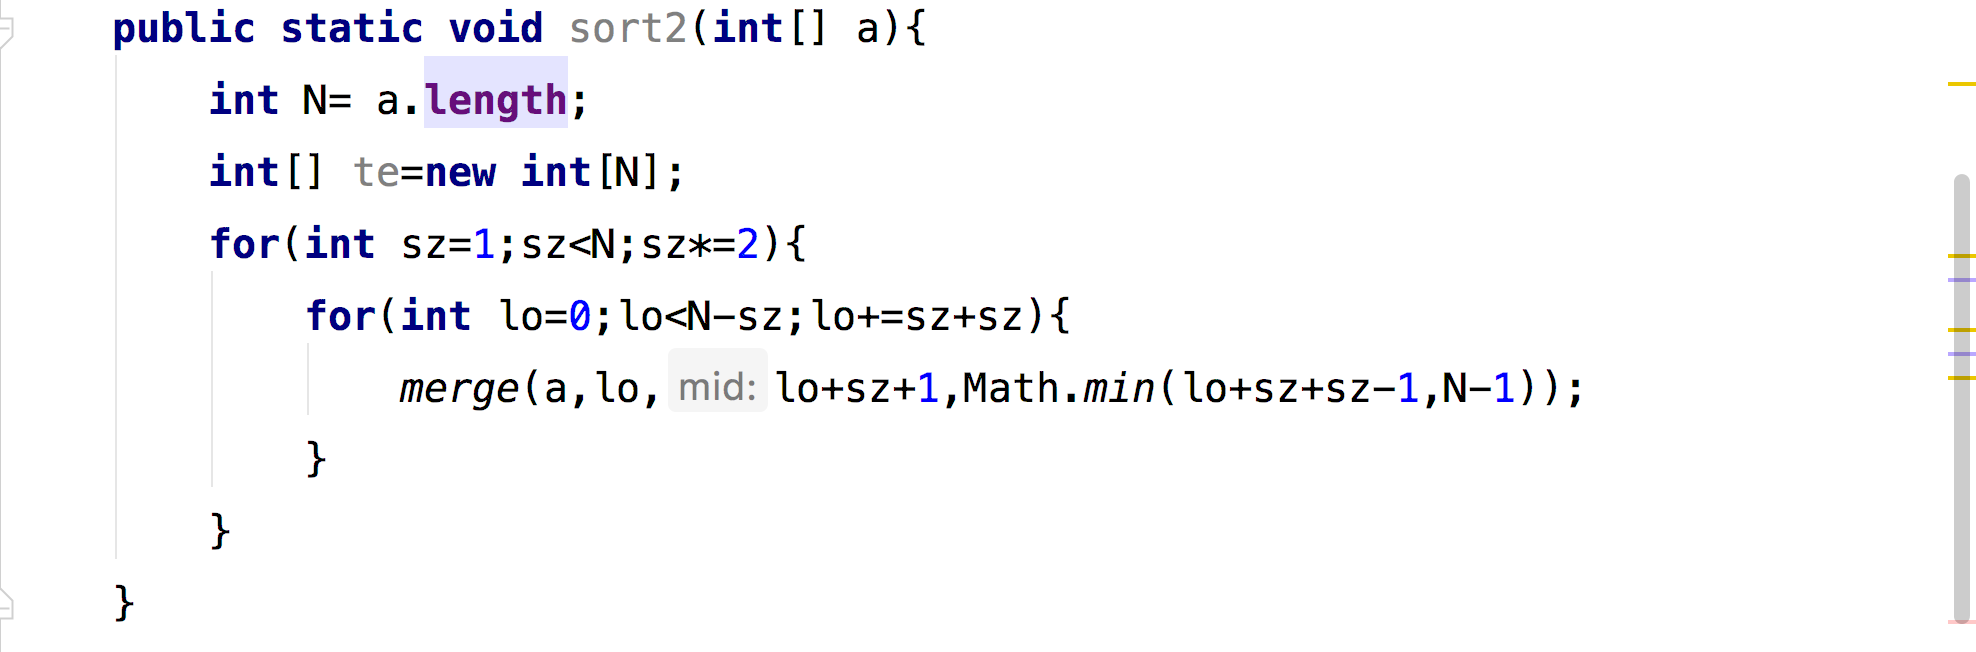 public static void sort2(int[] a){
int N= a.length;
int[] te=new int[N];
for(int sz=1;sz<N;sz*=2){
for(int lo=0;lo<N-sz;lo+=sz+sz){
merge(a,lo, mid: lo+sz+1,Math.min(lo+sz+sz-1,N-1));
}
}
}